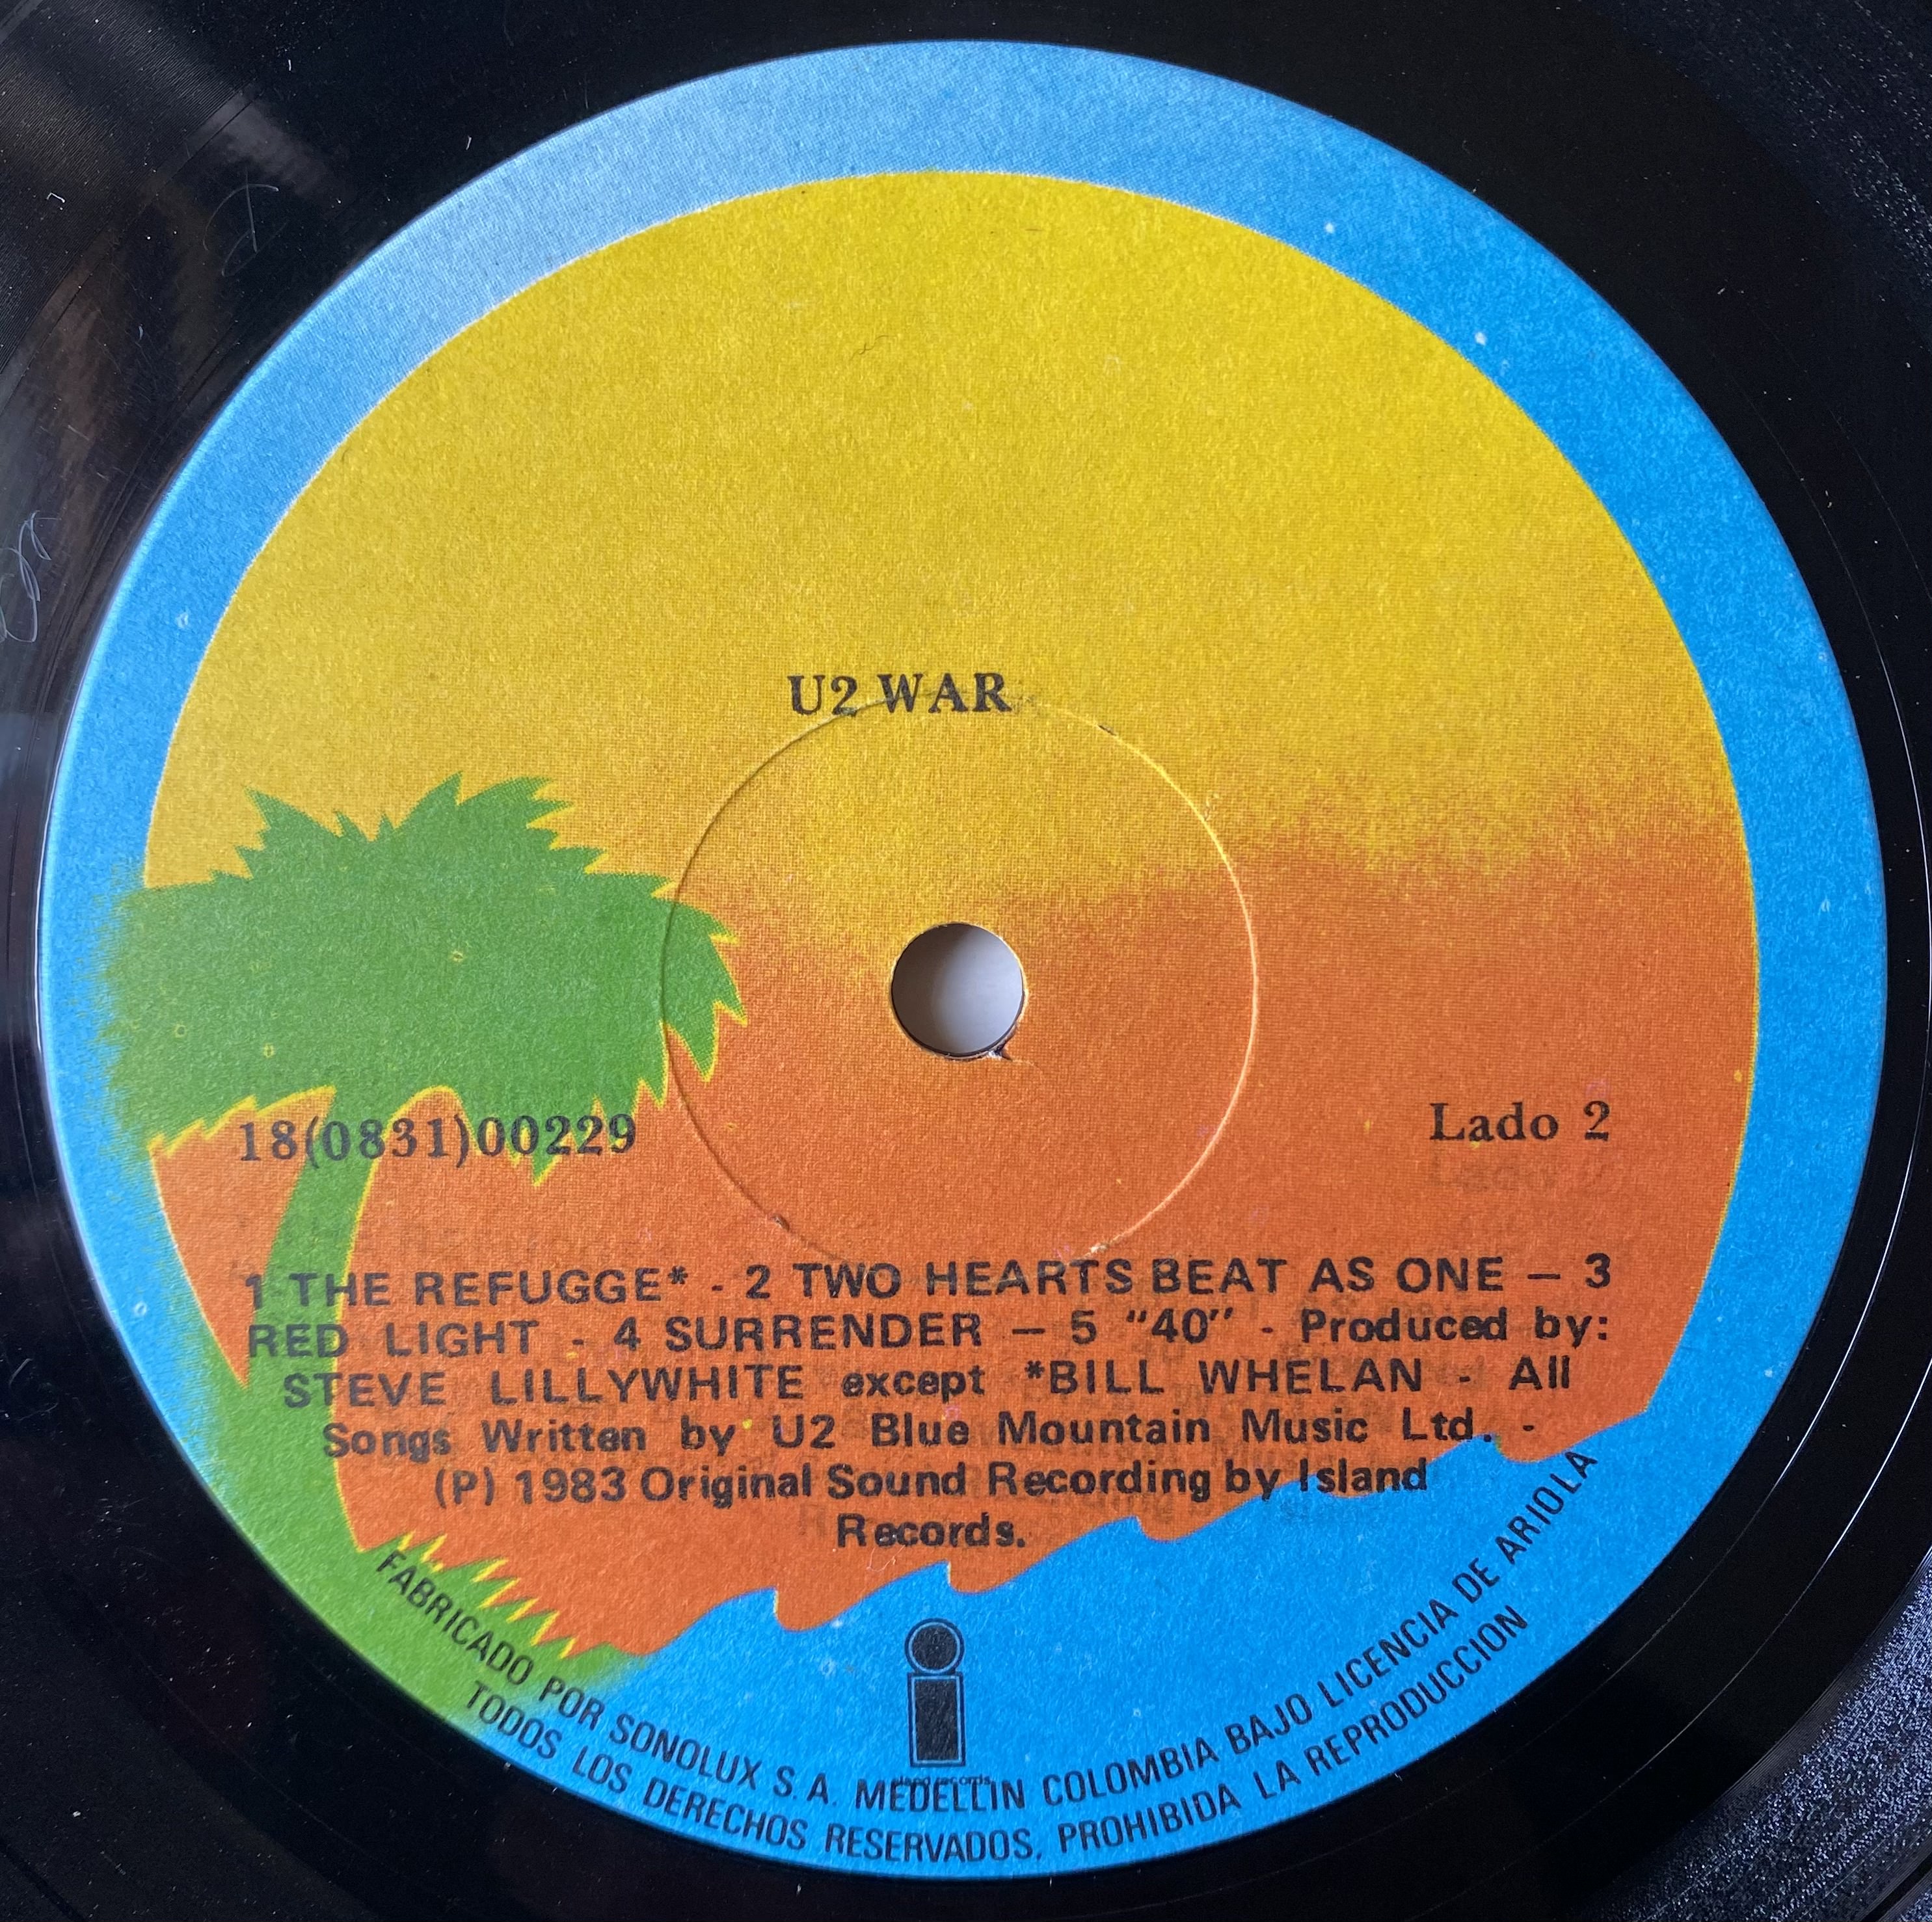 U2 WAR
18(0831)00229
Lado 2
1 THE REFUGGE* - 2 TWO HEARTS BEAT AS ONE — 3
RED LIGHT - 4 SURRENDER — 5 “40” - Produced by:
STEVE LILLYWHITE except *BILL WHELAN - All
Songs Written by U2 Blue Mountain Music Ltd. -
(P) 1983 Original Sound Recording by Island
Records.
FABRICADO POR SONOLUX S.A. MEDELLIN COLOMBIA BAJO LICENCIA DE ARIOLA
TODOS LOS DERECHOS RESERVADOS. PROHIBIDA LA REPRODUCCION